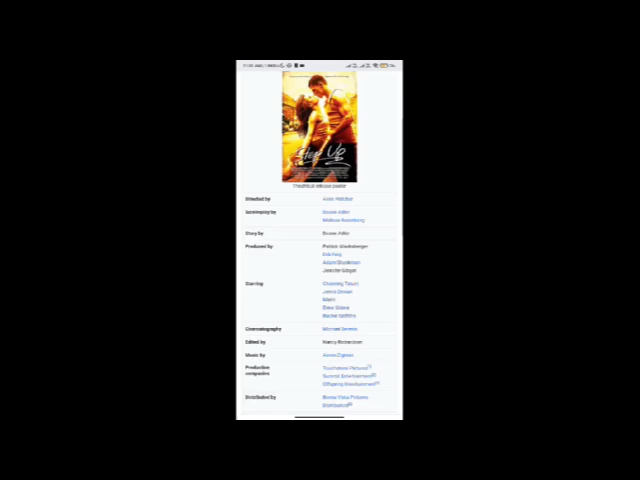 Step Up
Theatrical release poster
Directed by Anne Fletcher
Screenplay by Duane Adler
Melissa Rosenberg
Story by Duane Adler
Produced by Patrick Wachsberger
Erik Feig
Adam Shankman
Jennifer Gibgot
Starring Channing Tatum
Jenna Dewan
Mario
Drew Sidora
Rachel Griffiths
Cinematography Michael Seresin
Edited by Nancy Richardson
Music by Aaron Zigman
Production Touchstone Pictures
companies Summit Entertainment
Offspring Entertainment
Distributed by Buena Vista Pictures
Distribution